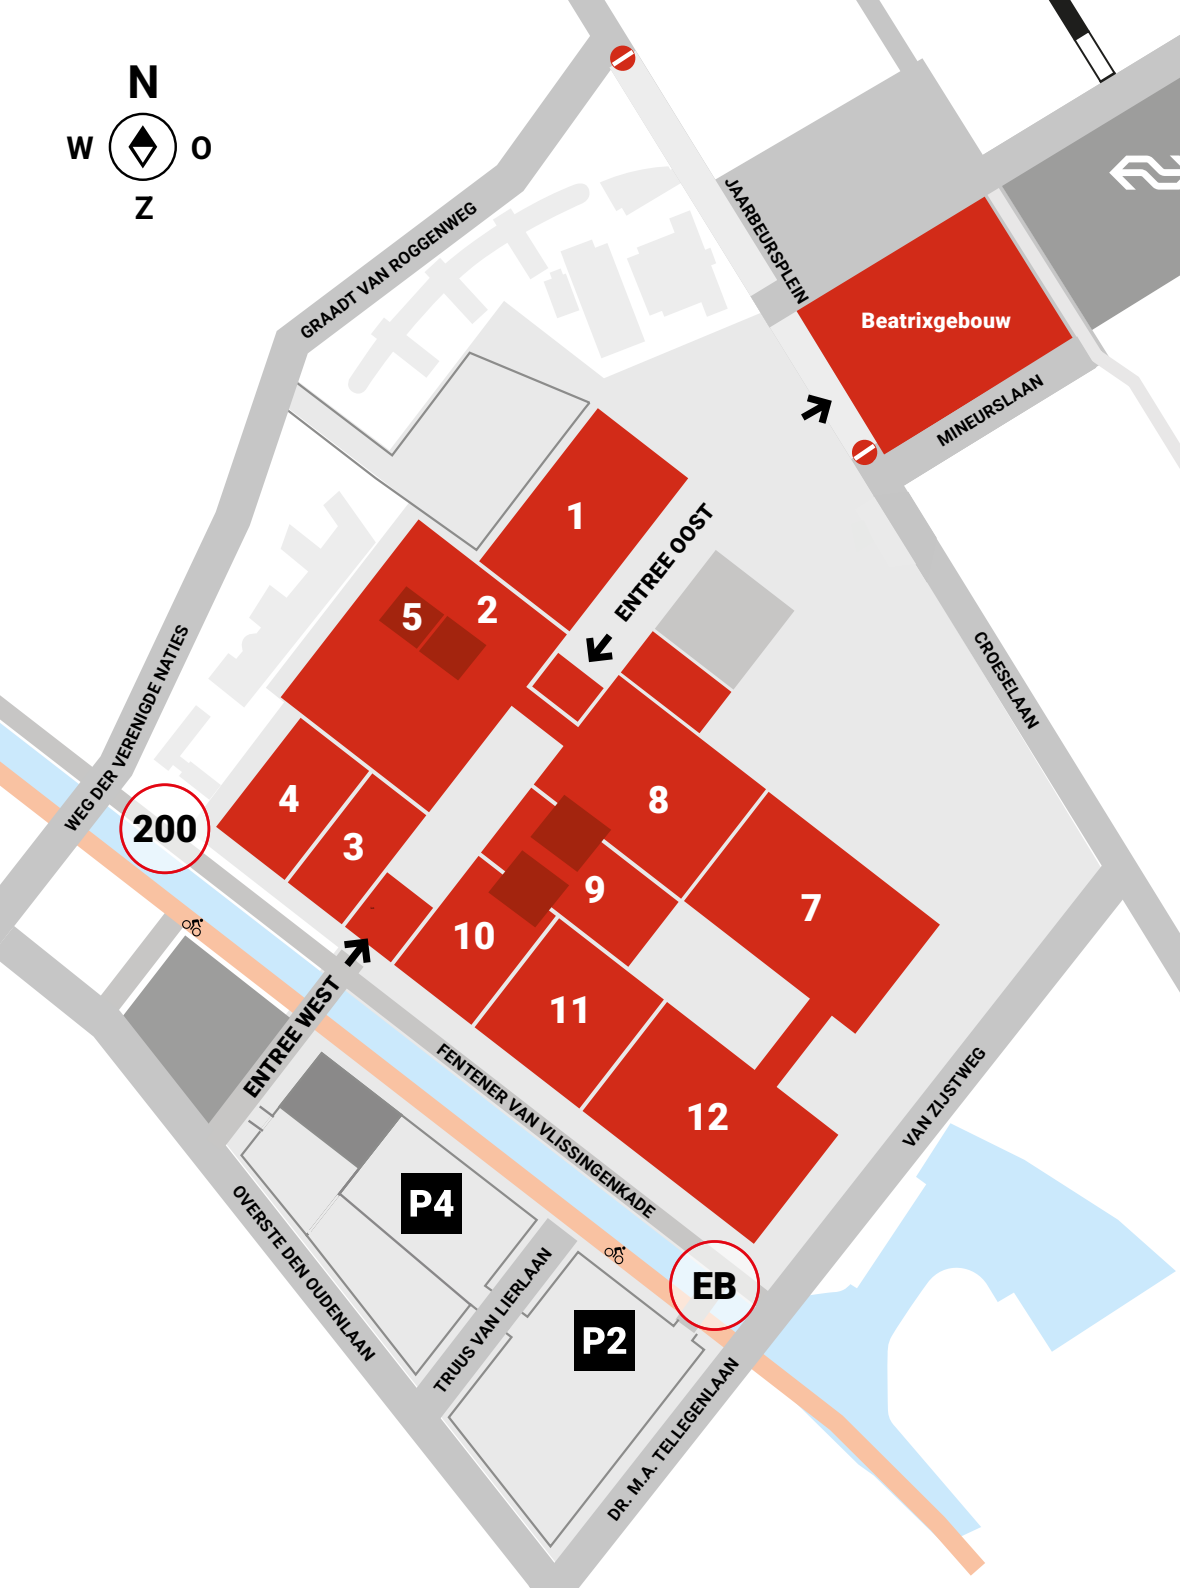 N
W
O
Z
GRAADT VAN ROGGENWEG
JAARBEURSPLEIN
Beatrixgebouw
MINEURSLAAN
1
ENTREE OOST
5
2
CROESELAAN
WEG DER VERENIGDE NATIES
200
4
3
8
9
7
10
11
12
ENTREE WEST
FENTENER VAN VLISSINGENKADE
VAN ZIJSTWEG
P4
OVERSTE DEN OUDENLAAN
TRUUS VAN LIERLAAN
EB
P2
DR. M.A. TELLEGENLAAN